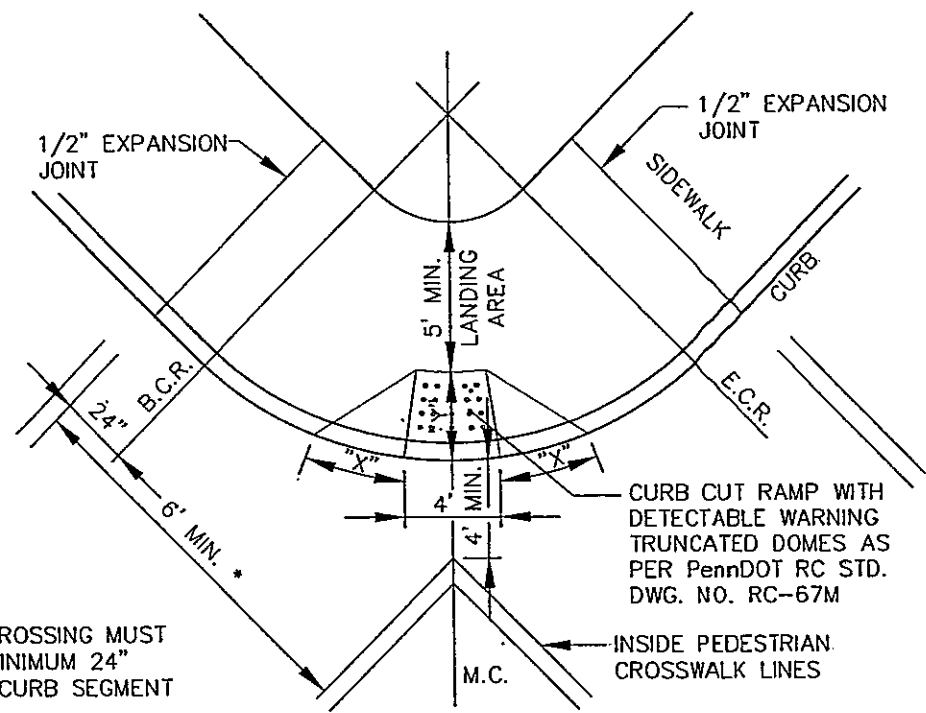 1/2" EXPANSION
JOINT
1/2" EXPANSION
JOINT
SIDEWALK
CURB
5' MIN.
LANDING
AREA
B.C.R.
E.C.R.
24"
6' MIN. *
"X"
"Y"
"X"
4'
4' MIN.
CURB CUT RAMP WITH
DETECTABLE WARNING
TRUNCATED DOMES AS
PER PennDOT RC STD.
DWG. NO. RC-67M
INSIDE PEDESTRIAN
CROSSWALK LINES
M.C.
ROSSING MUST
INIMUM 24"
CURB SEGMENT